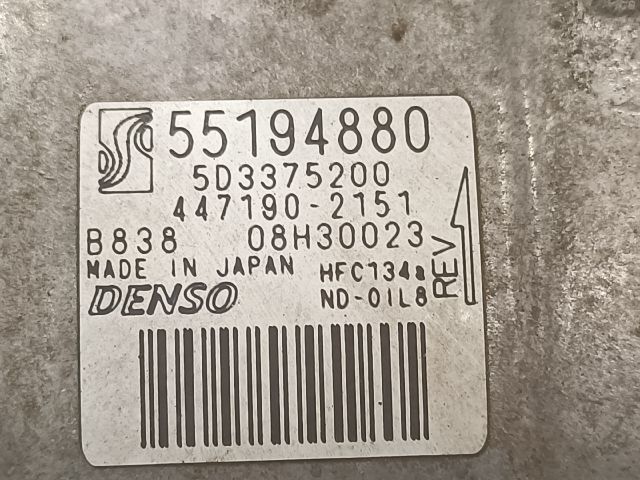 55194880
5D3375200
447190-2151
B838 08H30023
MADE IN JAPAN HFC134a
DENSO ND-OIL8
REV